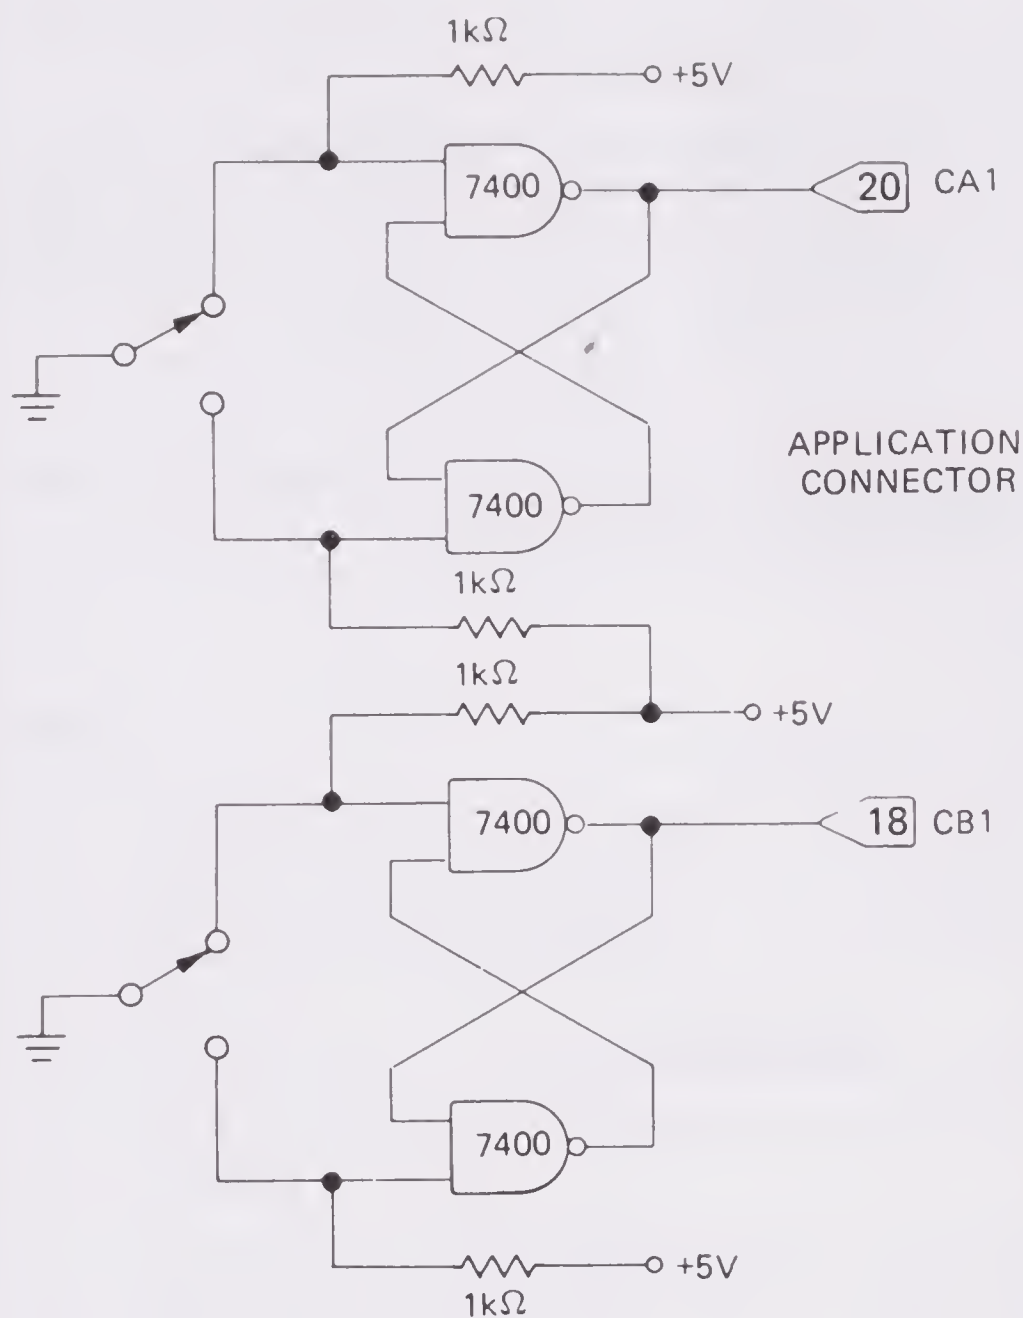 1kΩ
+5V
7400
20 CA1
APPLICATION
CONNECTOR
7400
1kΩ
1kΩ
+5V
7400
18 CB1
7400
+5V
1kΩ